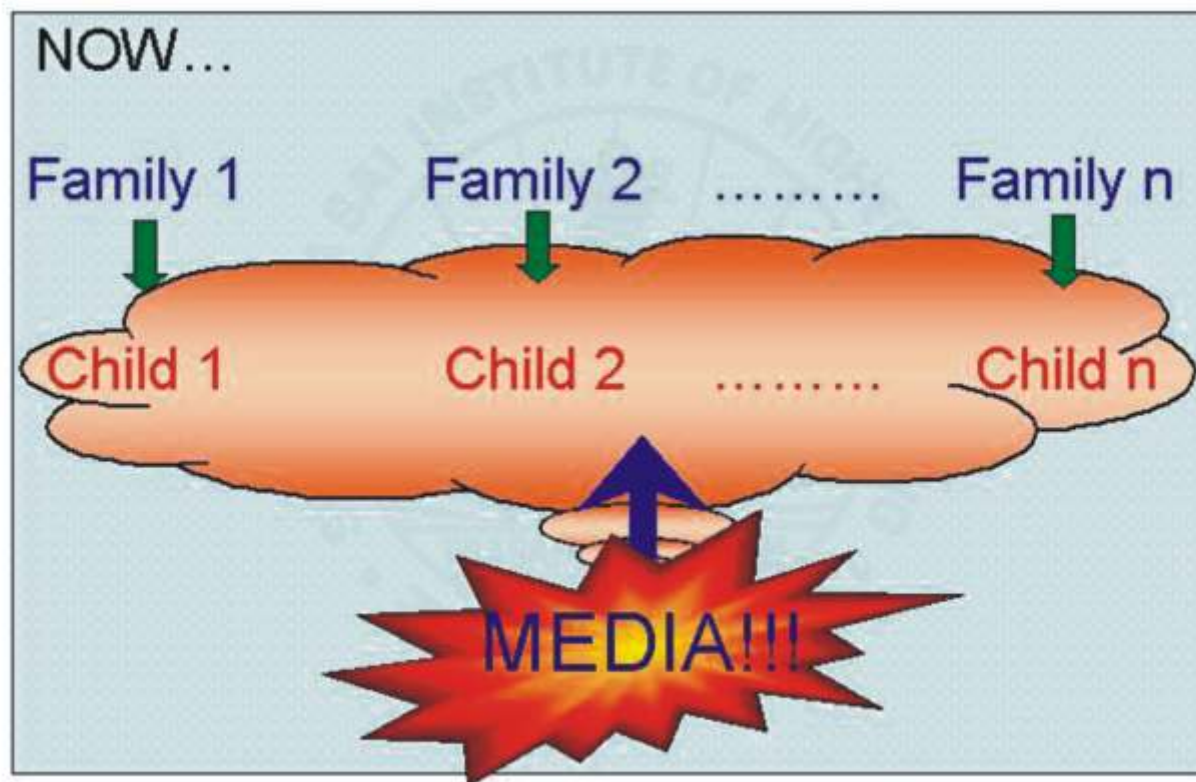 NOW...
Family 1 Family 2 ......... Family n
Child 1 Child 2 ......... Child n
MEDIA!!!